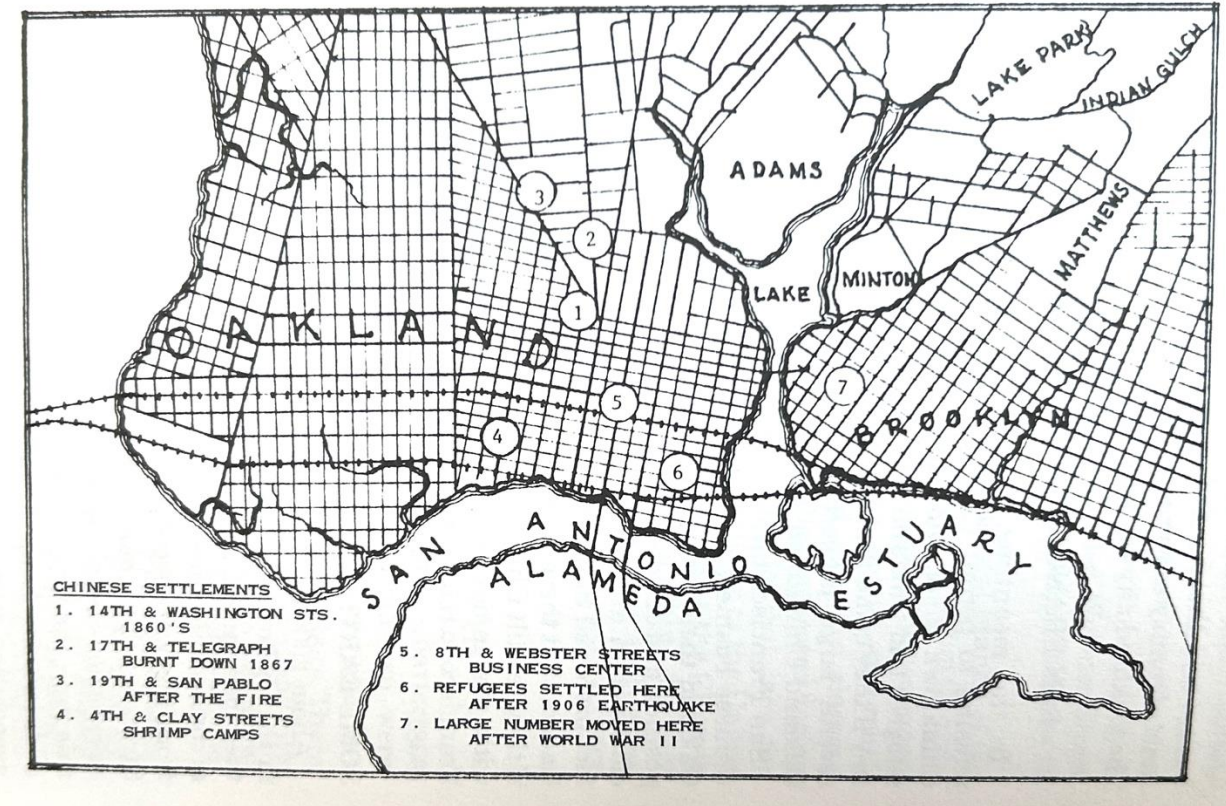 LAKE PARK
INDIAN GULCH
ADAMS
MATTHEWS
LAKE
MINTON
OAKLAND
BROOKLYN
3
2
1
5
4
6
7
SAN ANTONIO ESTUARY
ALAMEDA
CHINESE SETTLEMENTS
1. 14TH & WASHINGTON STS.
1860'S
2. 17TH & TELEGRAPH
BURNT DOWN 1867
3. 19TH & SAN PABLO
AFTER THE FIRE
4. 4TH & CLAY STREETS
SHRIMP CAMPS
5. 8TH & WEBSTER STREETS
BUSINESS CENTER
6. REFUGEES SETTLED HERE
AFTER 1906 EARTHQUAKE
7. LARGE NUMBER MOVED HERE
AFTER WORLD WAR II